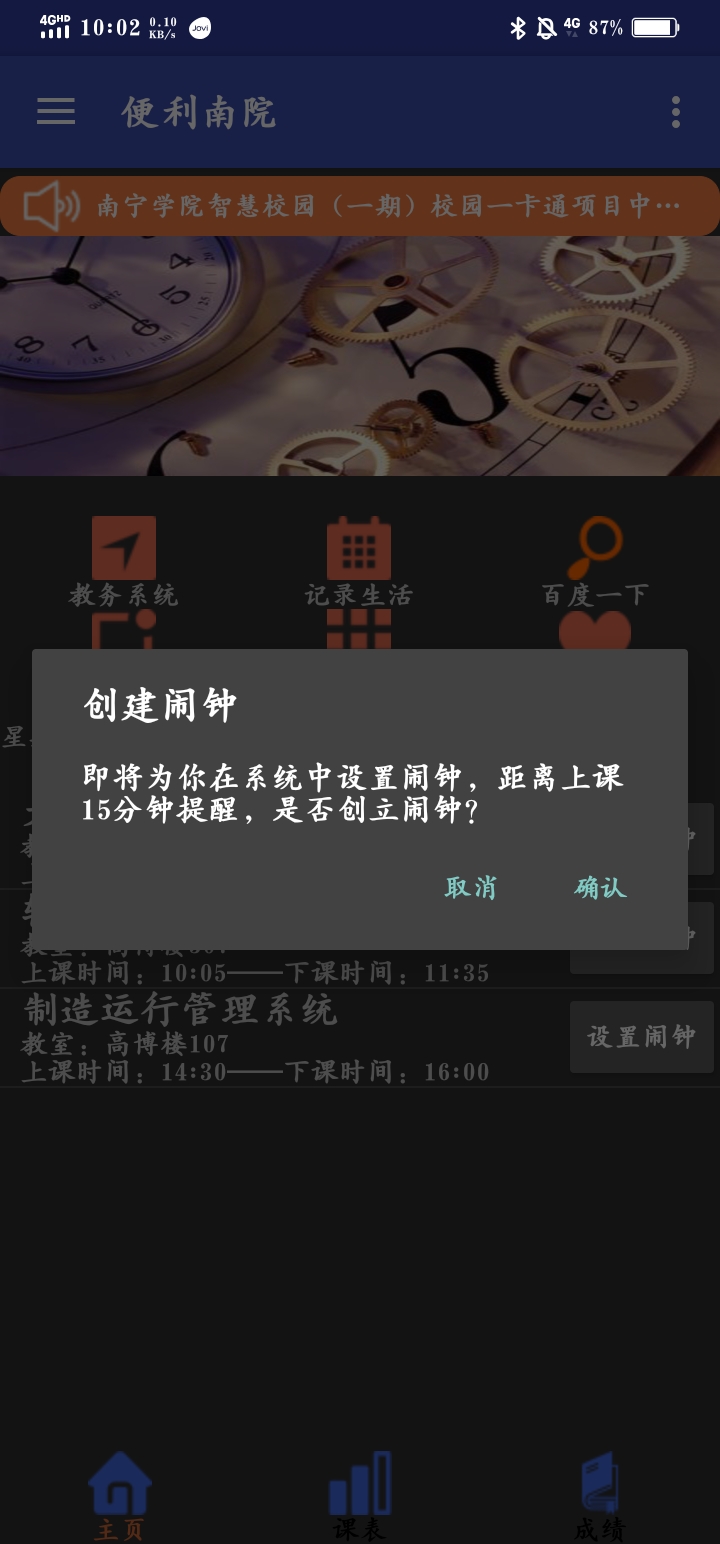 4GHD 10:02 0.10 KB/s Jovi 4G 87%
便利南院
南宁学院智慧校园（一期）校园一卡通项目中…
教务系统 记录生活 百度一下
创建闹钟
即将为你在系统中设置闹钟，距离上课
15分钟提醒，是否创立闹钟？
取消 确认
上课时间：10:05——下课时间：11:35
制造运行管理系统
教室：高博楼107
设置闹钟
上课时间：14:30——下课时间：16:00
主页 课表 成绩